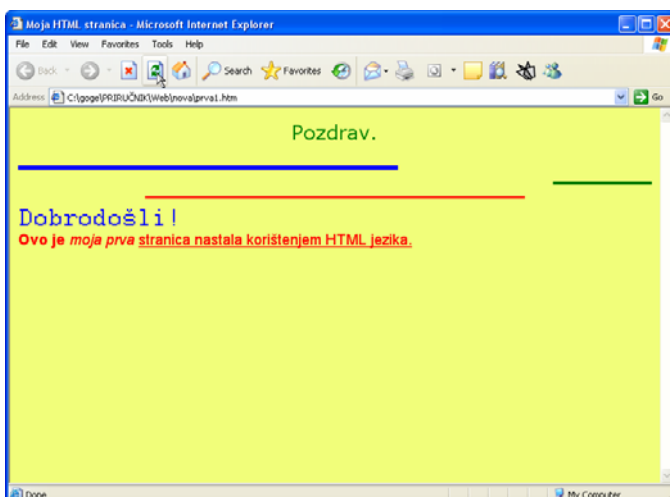 Moja HTML stranica - Microsoft Internet Explorer
File Edit View Favorites Tools Help
Back Search Favorites
Address C:\gogel\PRIRUČNIK\Web\nova\prva1.htm Go
Pozdrav.
Dobrodošli!
Ovo je moja prva stranica nastala korištenjem HTML jezika.
Done My Computer